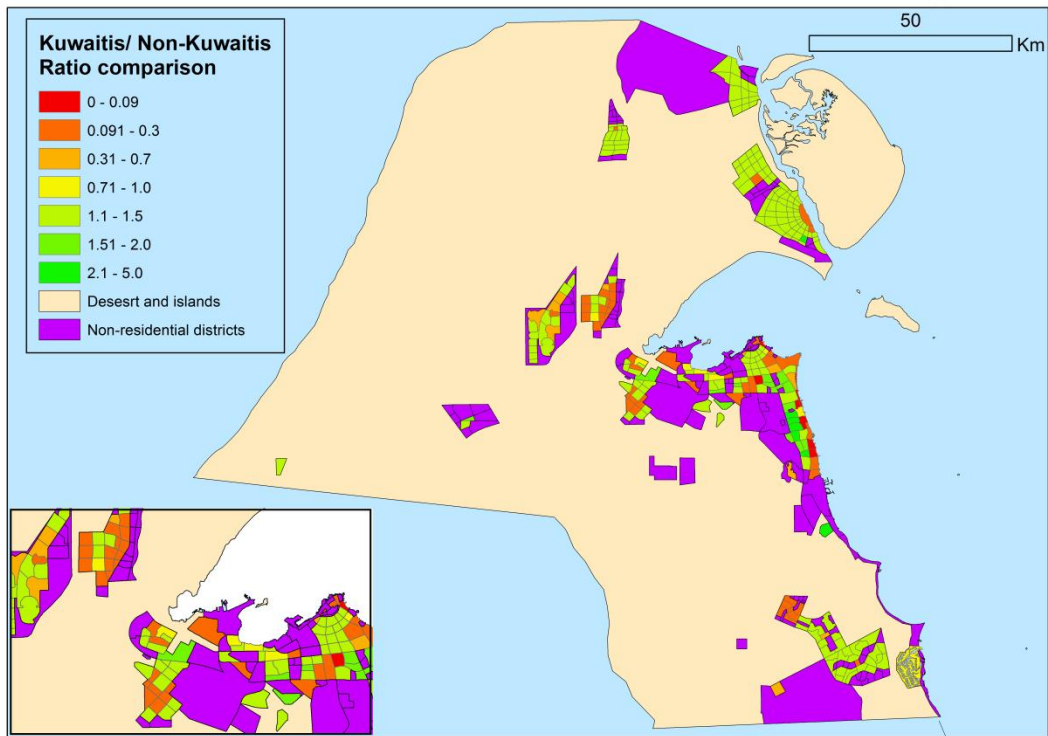 Kuwaitis/ Non-Kuwaitis
Ratio comparison
0 - 0.09
0.091 - 0.3
0.31 - 0.7
0.71 - 1.0
1.1 - 1.5
1.51 - 2.0
2.1 - 5.0
Desesrt and islands
Non-residential districts
50
Km